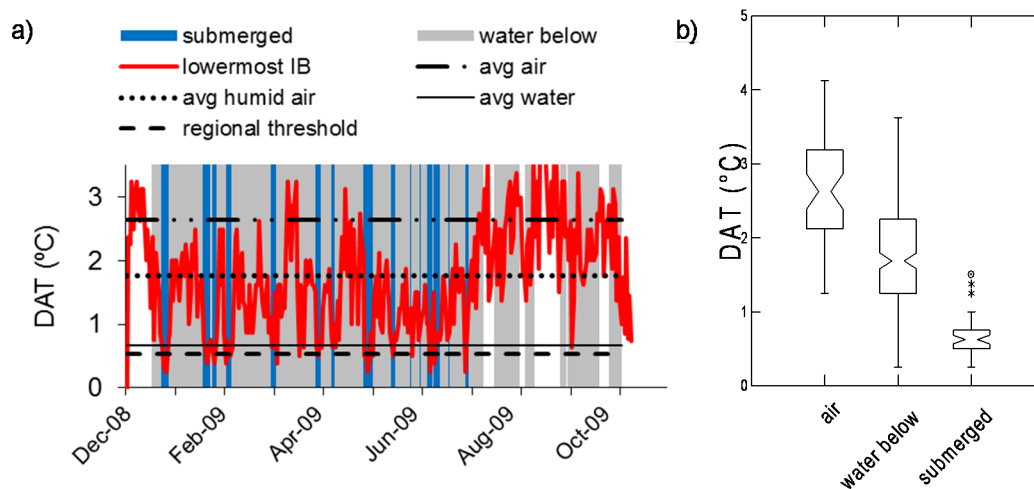 a)
submerged
water below
lowermost IB
avg air
avg humid air
avg water
regional threshold
DAT (ºC)
3
2
1
0
Dec-08
Feb-09
Apr-09
Jun-09
Aug-09
Oct-09
b)
DAT (°C)
5
4
3
2
1
0
air
water below
submerged